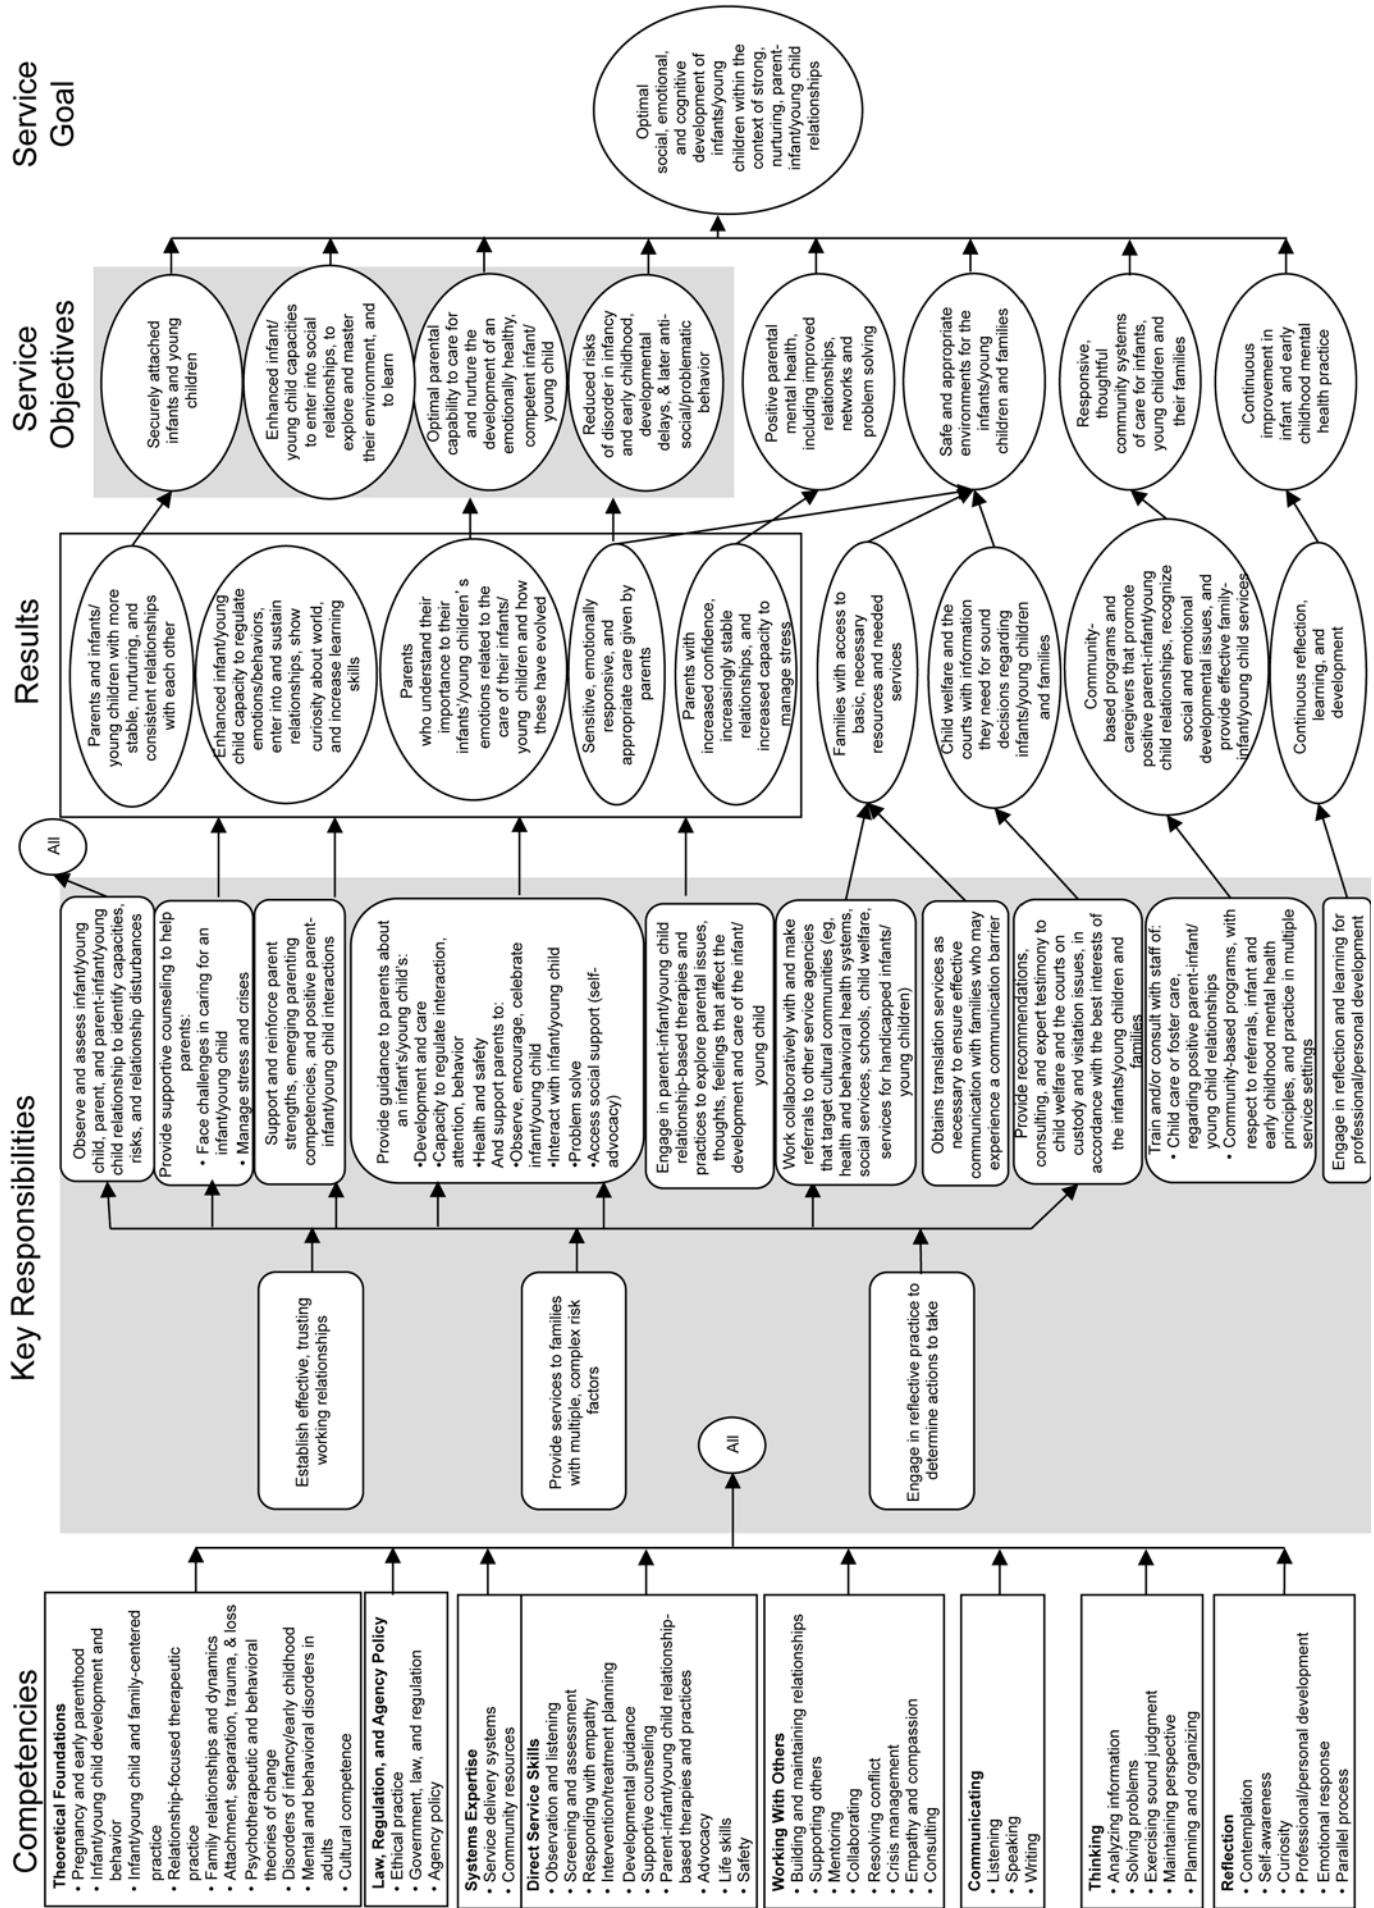 Competencies
Theoretical Foundations
• Pregnancy and early parenthood
• Infant/young child development and
behavior
• Infant/young child and family-centered
practice
• Relationship-focused therapeutic
practice
• Family relationships and dynamics
• Attachment, separation, trauma, & loss
• Psychotherapeutic and behavioral
theories of change
• Disorders of infancy/early childhood
• Mental and behavioral disorders in
adults
• Cultural competence
Law, Regulation, and Agency Policy
• Ethical practice
• Government, law, and regulation
• Agency policy
Systems Expertise
• Service delivery systems
• Community resources
Direct Service Skills
• Observation and listening
• Screening and assessment
• Responding with empathy
• Intervention/treatment planning
• Developmental guidance
• Supportive counseling
• Parent-infant/young child relationship-
based therapies and practices
• Advocacy
• Life skills
• Safety
Working With Others
• Building and maintaining relationships
• Supporting others
• Mentoring
• Collaborating
• Resolving conflict
• Crisis management
• Empathy and compassion
• Consulting
Communicating
• Listening
• Speaking
• Writing
Thinking
• Analyzing information
• Solving problems
• Exercising sound judgment
• Maintaining perspective
• Planning and organizing
Reflection
• Contemplation
• Self-awareness
• Curiosity
• Professional/personal development
• Emotional response
• Parallel process
Key Responsibilities
All
Establish effective, trusting
working relationships
Provide services to families
with multiple, complex risk
factors
Engage in reflective practice to
determine actions to take
Observe and assess infant/young
child, parent, and parent-infant/young
child relationship to identify capacities,
risks, and relationship disturbances
Provide supportive counseling to help
parents:
• Face challenges in caring for an
infant/young child
• Manage stress and crises
Support and reinforce parent
strengths, emerging parenting
competencies, and positive parent-
infant/young child interactions
Provide guidance to parents about
an infant's/young child's:
•Development and care
•Capacity to regulate interaction,
attention, behavior
•Health and safety
And support parents to:
•Observe, encourage, celebrate
infant/young child
•Interact with infant/young child
•Problem solve
•Access social support (self-
advocacy)
Engage in parent-infant/young child
relationship-based therapies and
practices to explore parental issues,
thoughts, feelings that affect the
development and care of the infant/
young child
Work collaboratively with and make
referrals to other service agencies
that target cultural communities (eg,
health and behavioral health systems,
social services, schools, child welfare,
services for handicapped infants/
young children)
Obtains translation services as
necessary to ensure effective
communication with families who may
experience a communication barrier
Provide recommendations,
consulting, and expert testimony to
child welfare and the courts on
custody and visitation issues, in
accordance with the best interests of
the infants/young children and
families
Train and/or consult with staff of:
• Child care or foster care,
regarding positive parent-infant/
young child relationships
• Community-based programs, with
respect to referrals, infant and
early childhood mental health
principles, and practice in multiple
service settings
Engage in reflection and learning for
professional/personal development
All
Results
Parents and infants/
young children with more
stable, nurturing, and
consistent relationships
with each other
Enhanced infant/young
child capacity to regulate
emotions/behaviors,
enter into and sustain
relationships, show
curiosity about world,
and increase learning
skills
Parents
who understand their
importance to their
infants'/young children's
emotions related to the
care of their infants/
young children and how
these have evolved
Sensitive, emotionally
responsive, and
appropriate care given by
parents
Parents with
increased confidence,
increasingly stable
relationships, and
increased capacity to
manage stress
Families with access to
basic, necessary
resources and needed
services
Child welfare and the
courts with information
they need for sound
decisions regarding
infants/young children
and families
Community-
based programs and
caregivers that promote
positive parent-infant/young
child relationships, recognize
social and emotional
developmental issues, and
provide effective family-
infant/young child services
Continuous reflection,
learning, and
development
Service
Objectives
Securely attached
infants and young
children
Enhanced infant/
young child capacities
to enter into social
relationships, to
explore and master
their environment, and
to learn
Optimal parental
capability to care for
and nurture the
development of an
emotionally healthy,
competent infant/
young child
Reduced risks
of disorder in infancy
and early childhood,
developmental
delays, & later anti-
social/problematic
behavior
Positive parental
mental health,
including improved
relationships,
networks and
problem solving
Safe and appropriate
environments for the
infants/young
children and families
Responsive,
thoughtful
community systems
of care for infants,
young children and
their families
Continuous
improvement in
infant and early
childhood mental
health practice
Service
Goal
Optimal
social, emotional,
and cognitive
development of
infants/young
children within the
context of strong,
nurturing, parent-
infant/young child
relationships